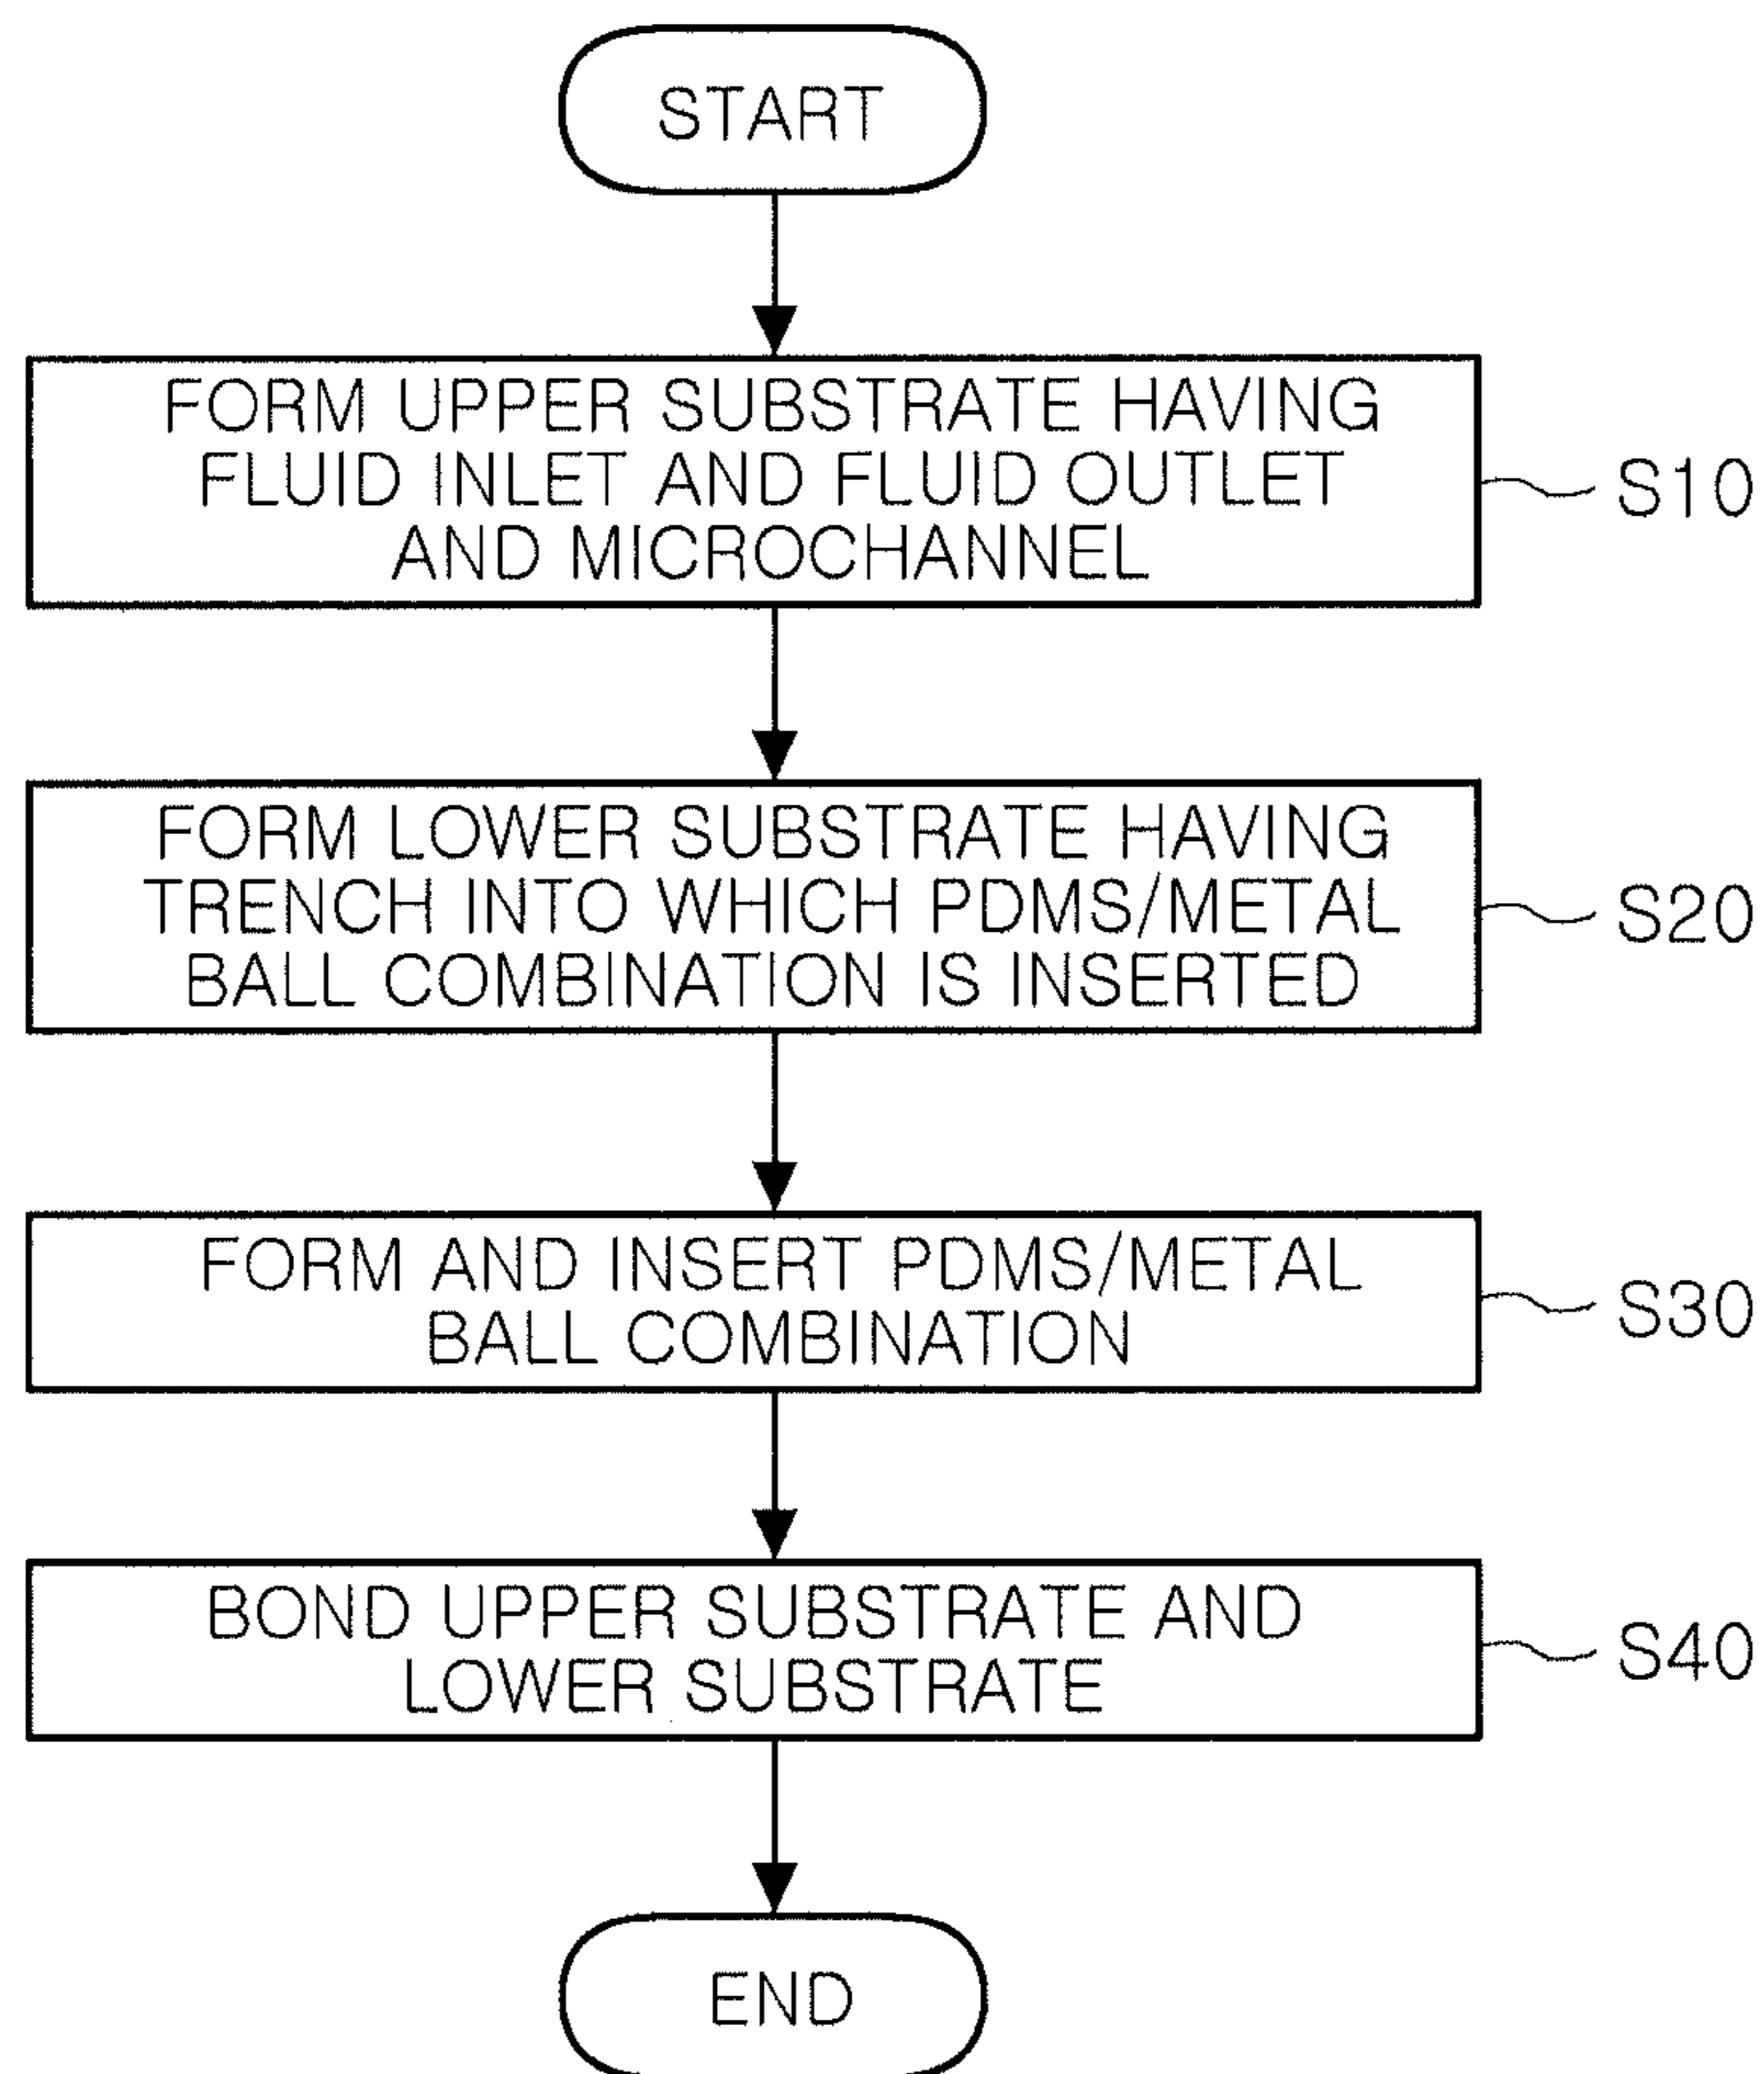 START
FORM UPPER SUBSTRATE HAVING
FLUID INLET AND FLUID OUTLET
AND MICROCHANNEL
S10
FORM LOWER SUBSTRATE HAVING
TRENCH INTO WHICH PDMS/METAL
BALL COMBINATION IS INSERTED
S20
FORM AND INSERT PDMS/METAL
BALL COMBINATION
S30
BOND UPPER SUBSTRATE AND
LOWER SUBSTRATE
S40
END